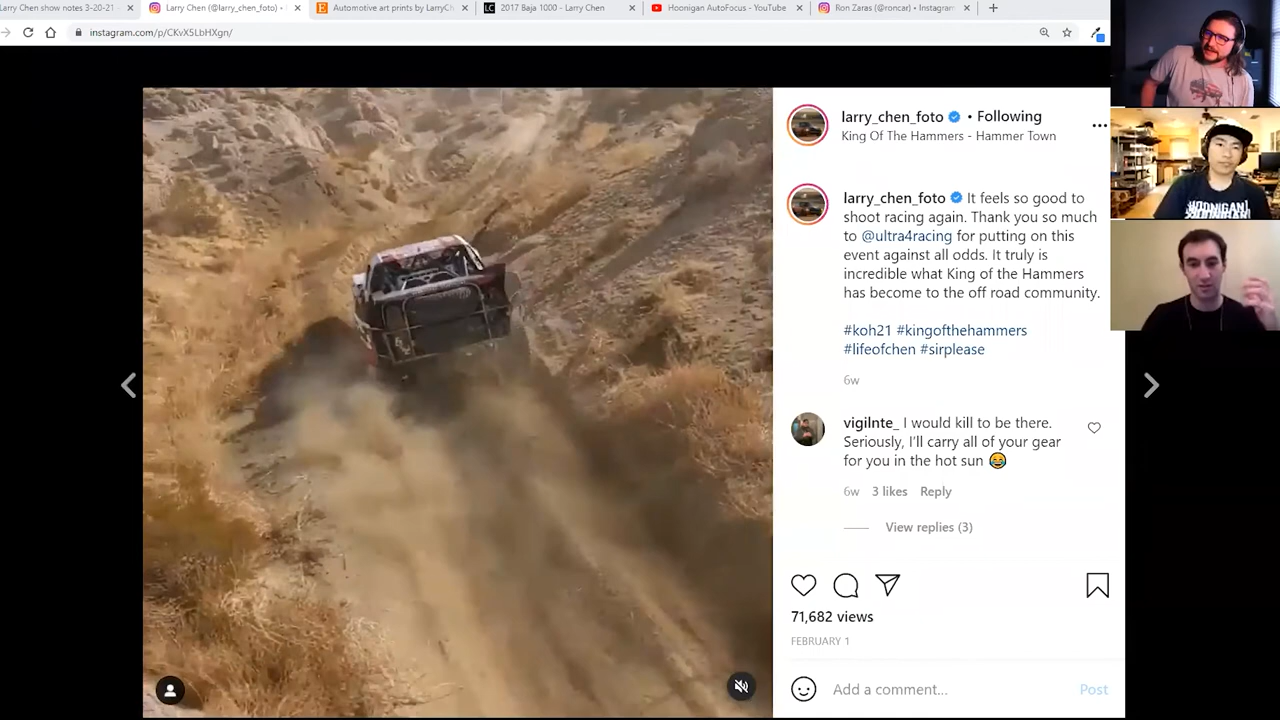 Larry Chen show notes 3-20-21 -
Larry Chen (@larry_chen_foto) •
Automotive art prints by LarryCh
LC 2017 Baja 1000 - Larry Chen
Hoonigan AutoFocus - YouTube
Ron Zaras (@roncar) • Instagram
instagram.com/p/CKvX5LbHXgn/
larry_chen_foto • Following
King Of The Hammers - Hammer Town
larry_chen_foto It feels so good to
shoot racing again. Thank you so much
to @ultra4racing for putting on this
event against all odds. It truly is
incredible what King of the Hammers
has become to the off road community.
#koh21 #kingofthehammers
#lifeofchen #sirplease
6w
vigilnte_ I would kill to be there.
Seriously, I'll carry all of your gear
for you in the hot sun 😂
6w 3 likes Reply
View replies (3)
71,682 views
FEBRUARY 1
Add a comment... Post
HOONIGAN